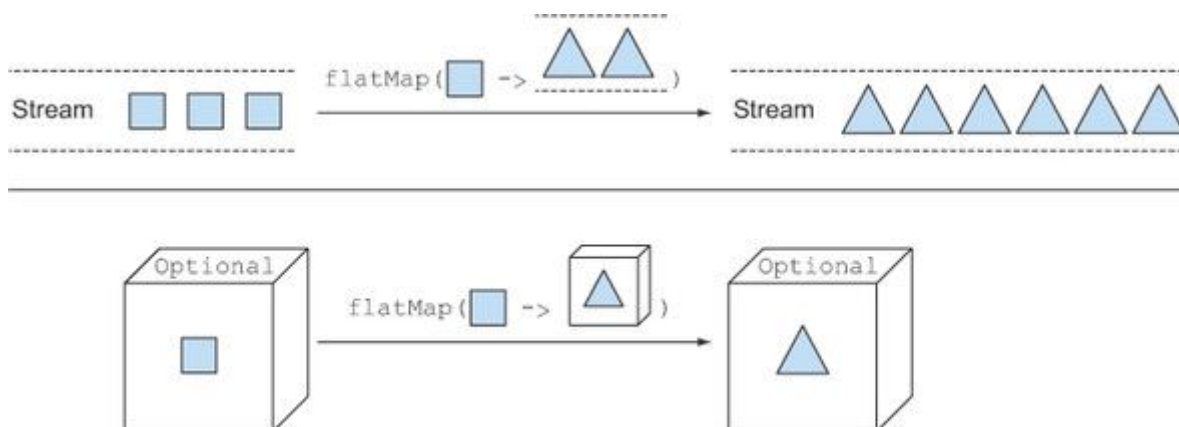 flatMap( -> )
Stream
Stream
Optional
Optional
flatMap( -> )